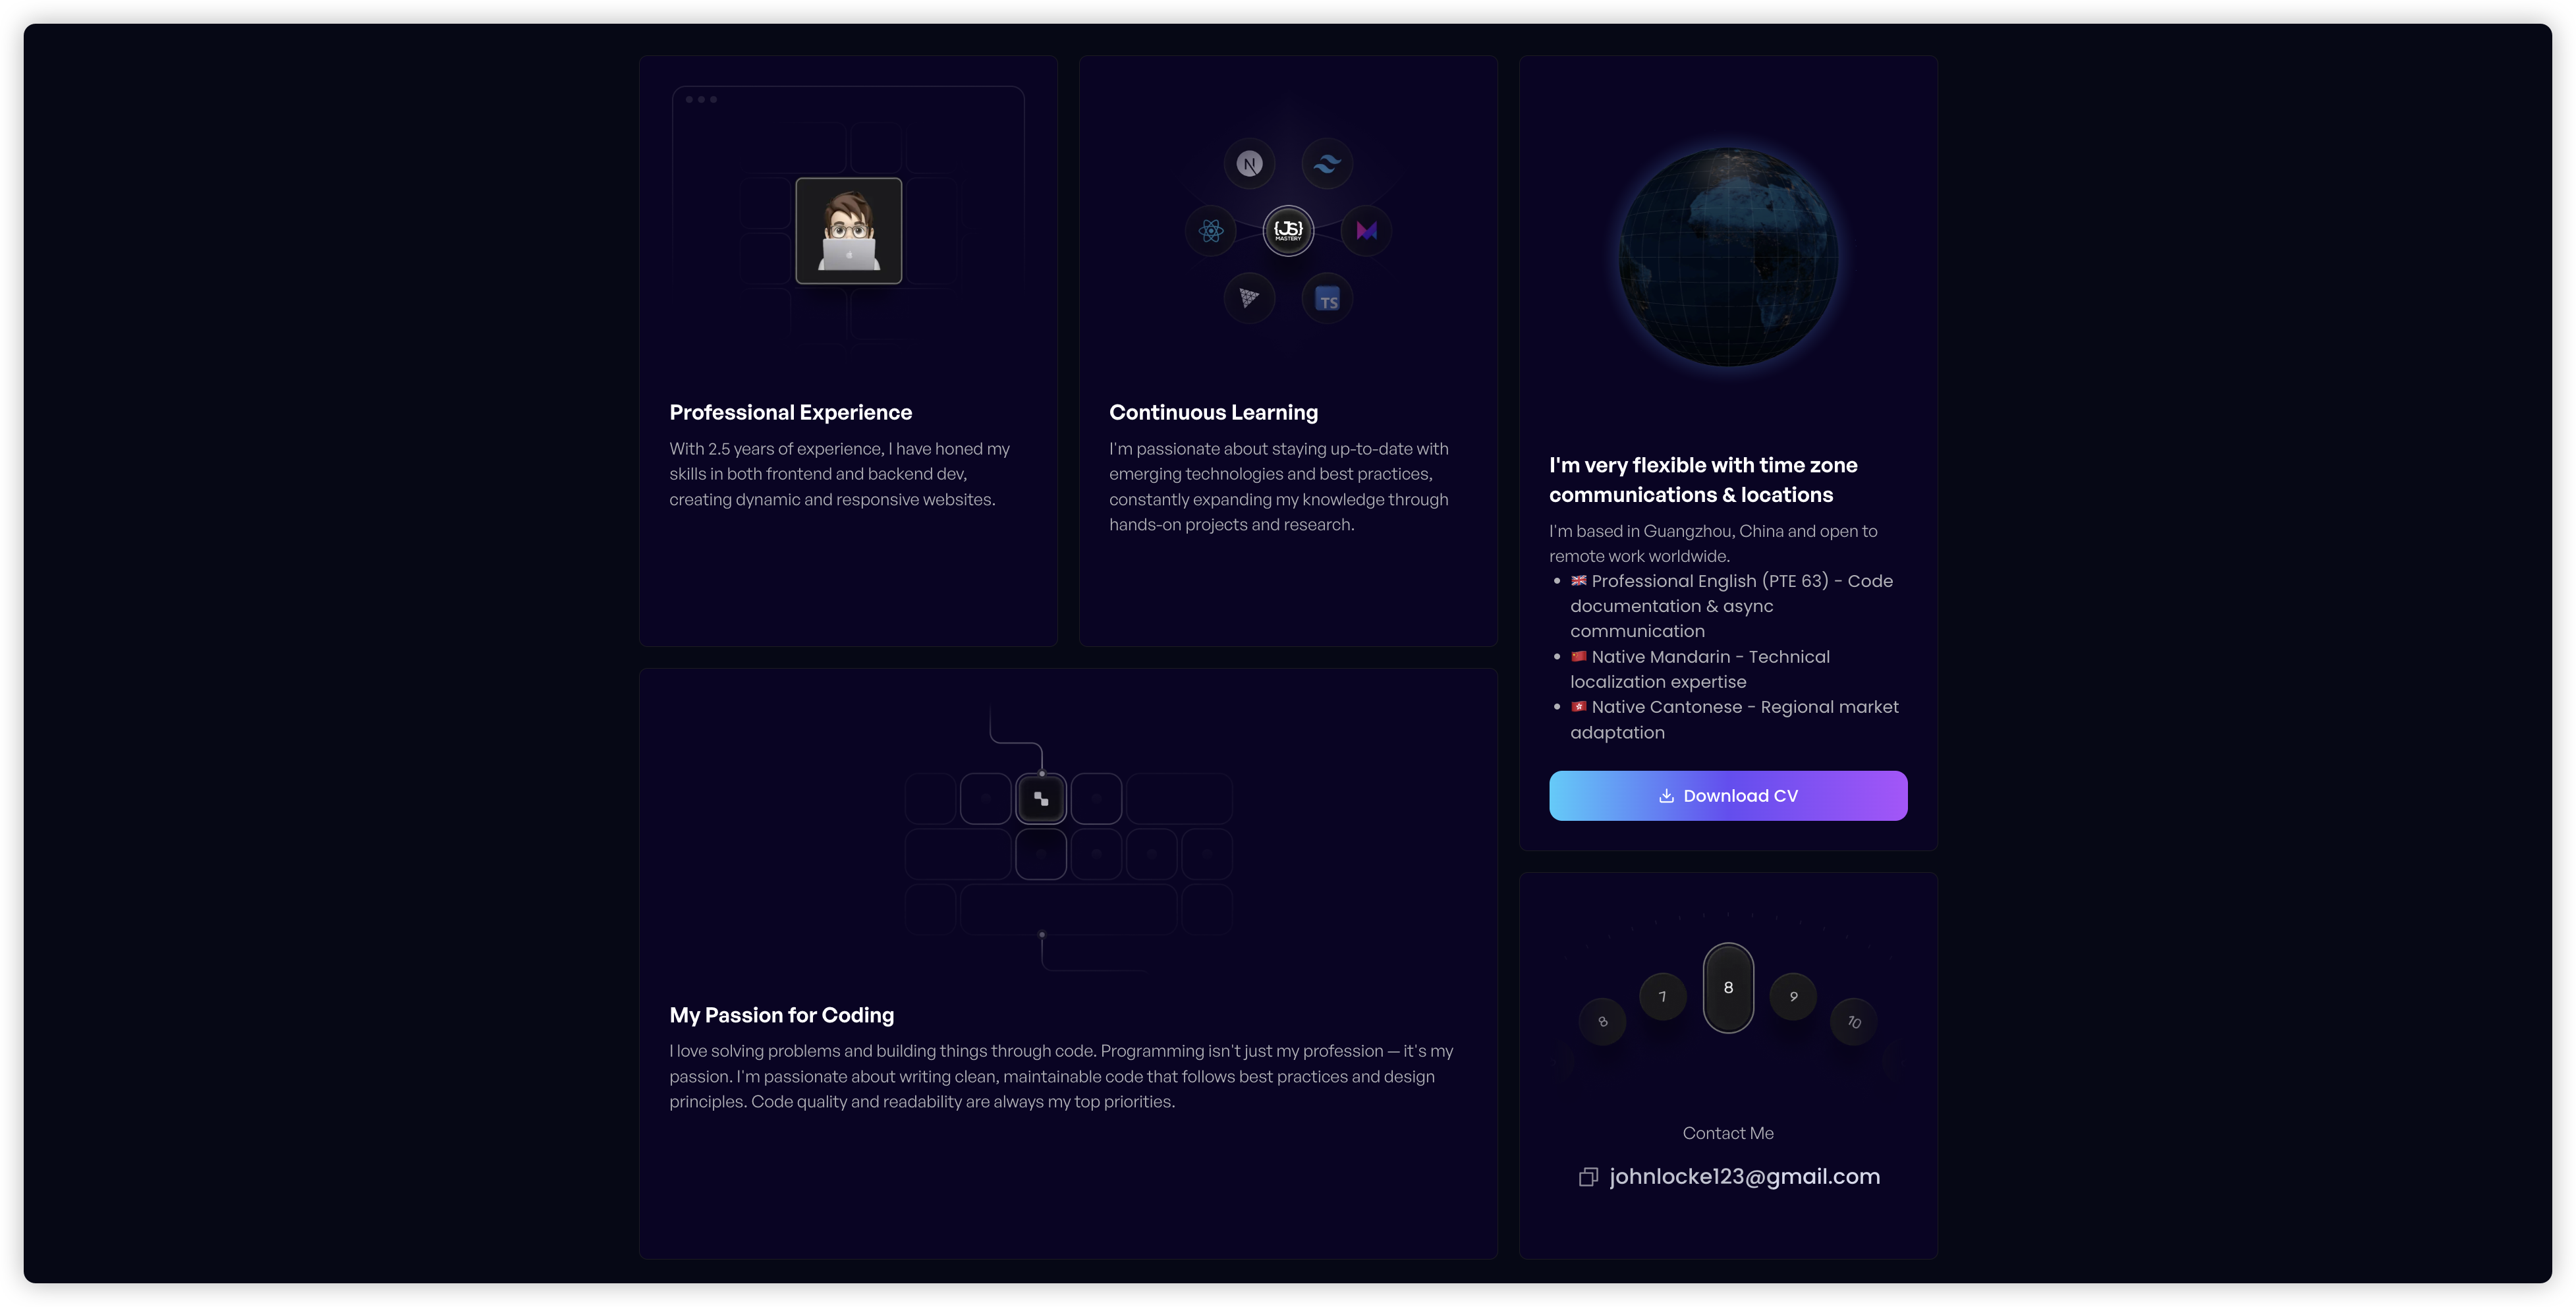 N
{JS}
MASTERY
TS
Professional Experience
With 2.5 years of experience, I have honed my
skills in both frontend and backend dev,
creating dynamic and responsive websites.
Continuous Learning
I'm passionate about staying up-to-date with
emerging technologies and best practices,
constantly expanding my knowledge through
hands-on projects and research.
I'm very flexible with time zone
communications & locations
I'm based in Guangzhou, China and open to
remote work worldwide.
• 🇬🇧 Professional English (PTE 63) - Code
documentation & async
communication
• 🇨🇳 Native Mandarin - Technical
localization expertise
• 🇭🇰 Native Cantonese - Regional market
adaptation
Download CV
My Passion for Coding
I love solving problems and building things through code. Programming isn't just my profession — it's my
passion. I'm passionate about writing clean, maintainable code that follows best practices and design
principles. Code quality and readability are always my top priorities.
8 7 8 9 10
Contact Me
johnlocke123@gmail.com